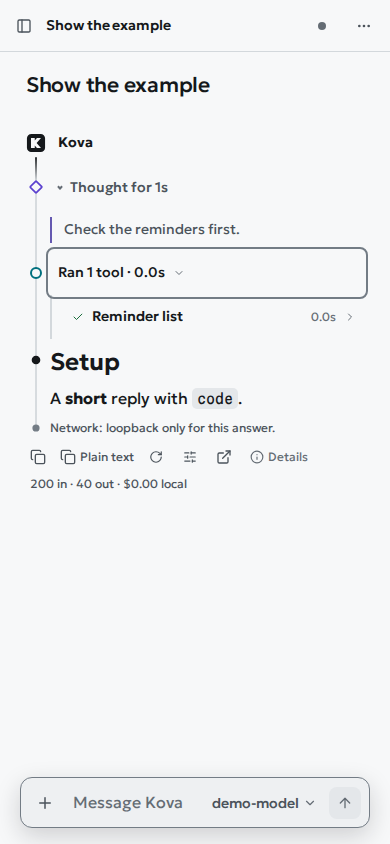 Show the example
Show the example
Kova
Thought for 1s
Check the reminders first.
Ran 1 tool · 0.0s
Reminder list 0.0s
Setup
A short reply with code.
Network: loopback only for this answer.
Plain text Details
200 in · 40 out · $0.00 local
Message Kova demo-model